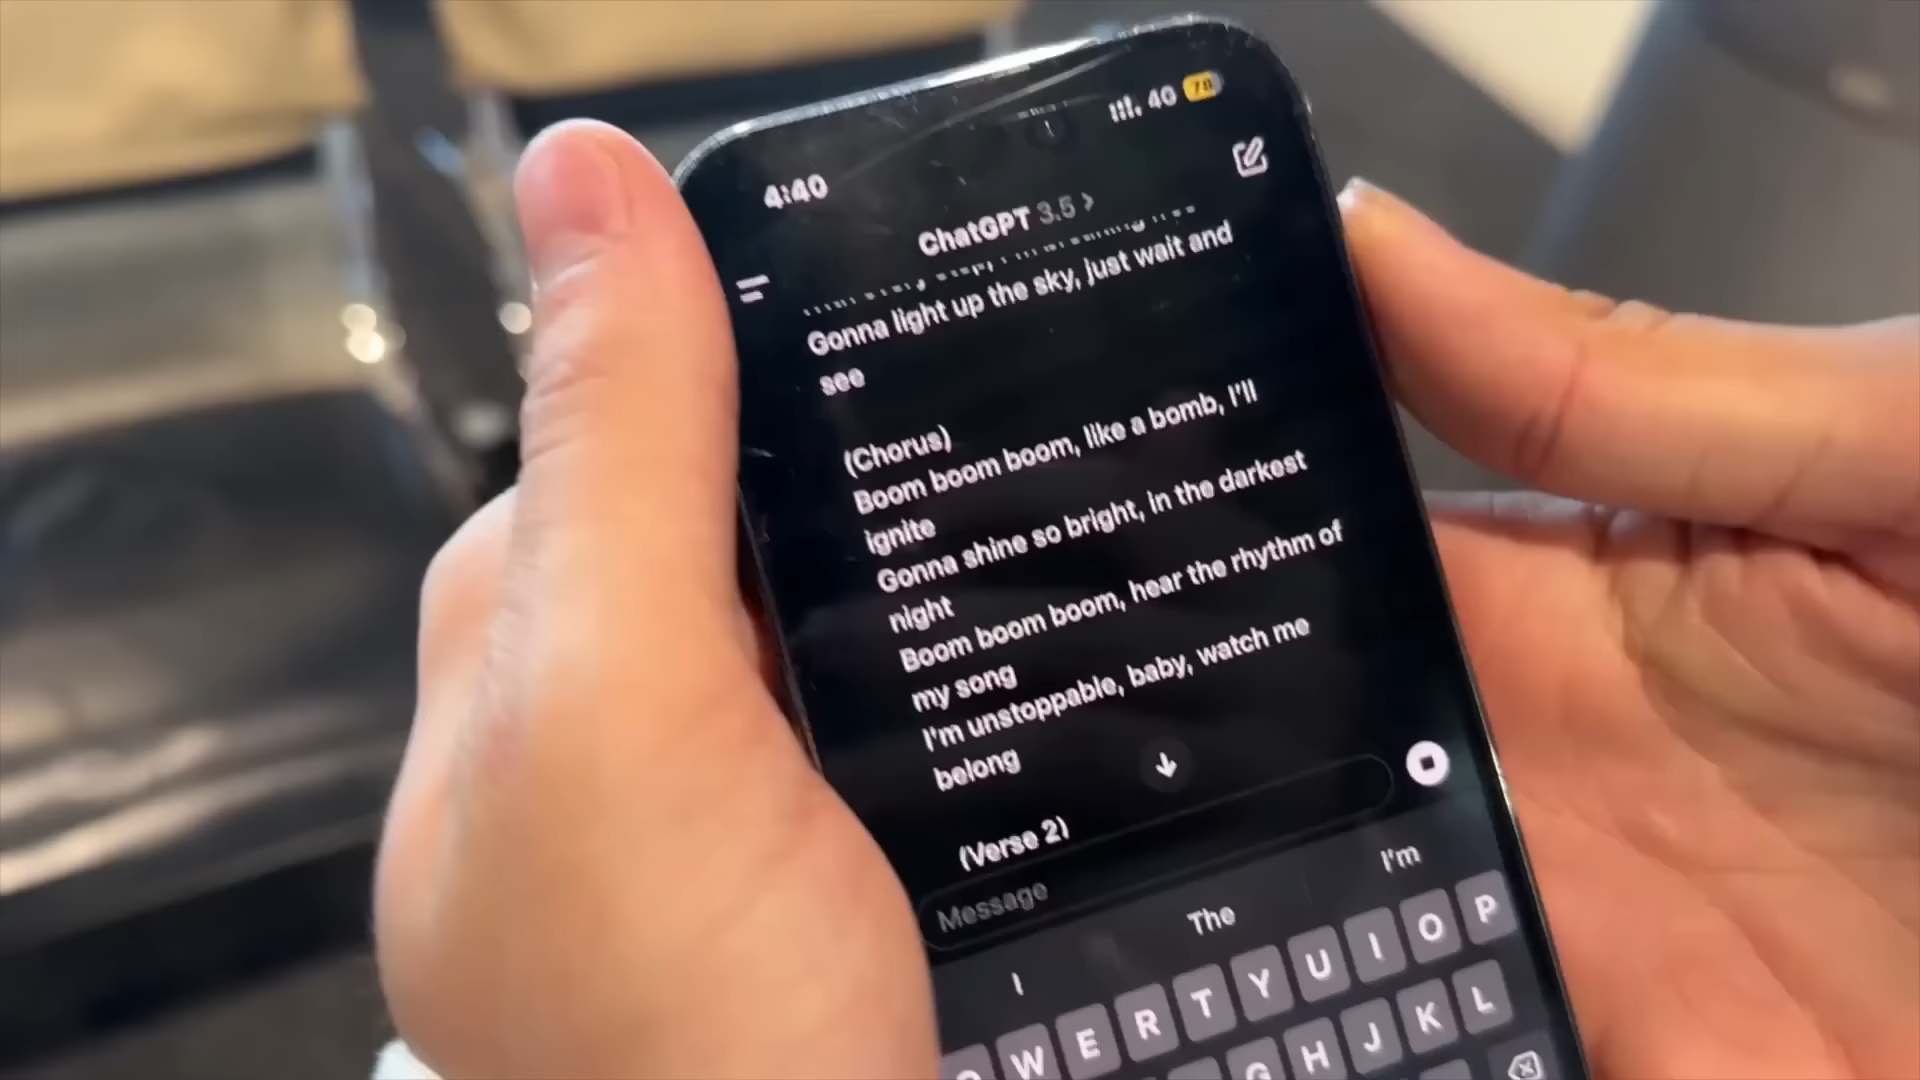 4:40
4G 78
ChatGPT 3.5 >
Gonna light up the sky, just wait and
see
(Chorus)
Boom boom boom, like a bomb, I'll
ignite
Gonna shine so bright, in the darkest
night
Boom boom boom, hear the rhythm of
my song
I'm unstoppable, baby, watch me
belong
(Verse 2)
Message
I The I'm
W E R T Y U I O P
G H J K L